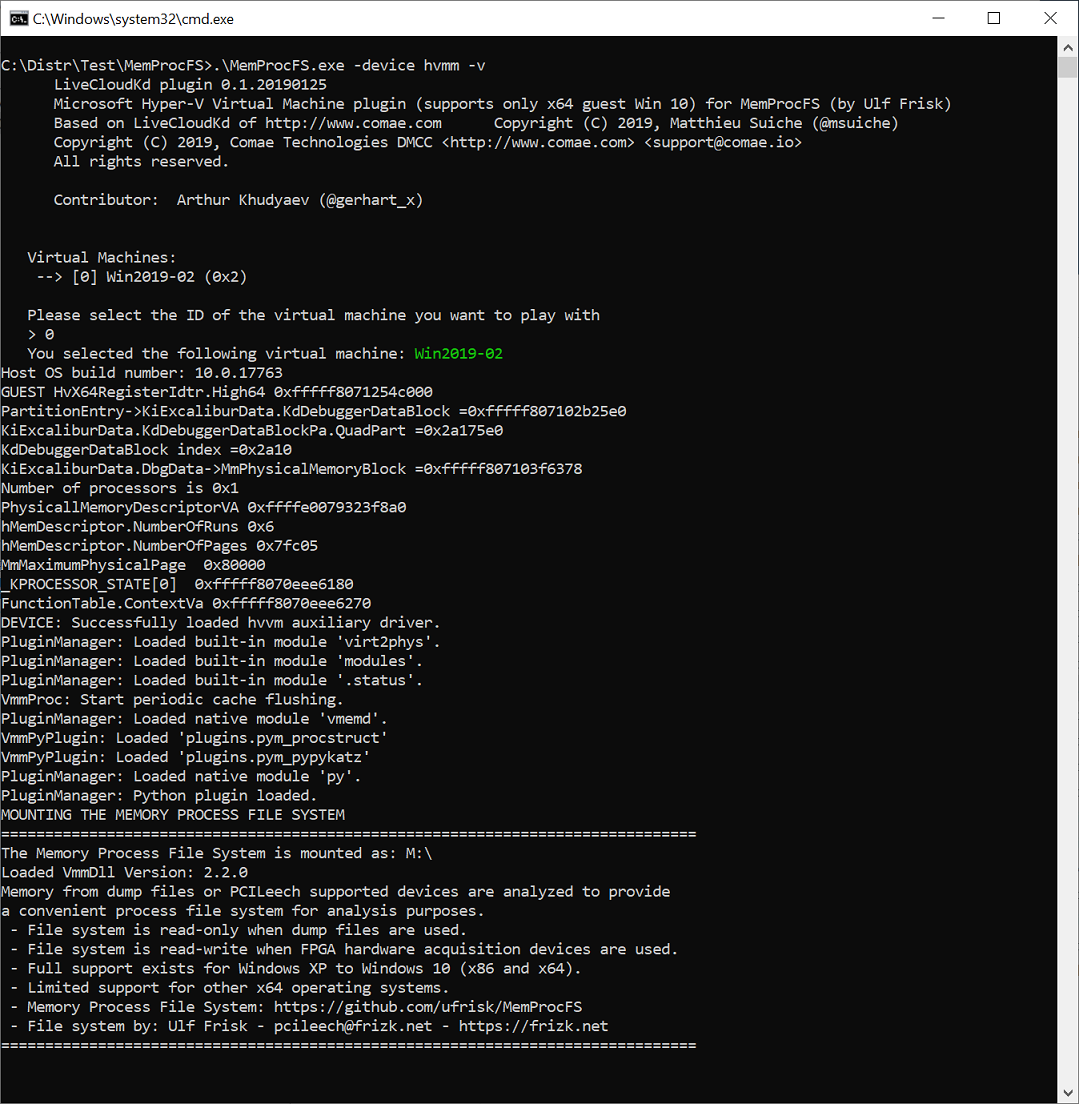 C:\Windows\system32\cmd.exe
C:\Distr\Test\MemProcFS>.\MemProcFS.exe -device hvmm -v
LiveCloudKd plugin 0.1.20190125
Microsoft Hyper-V Virtual Machine plugin (supports only x64 guest Win 10) for MemProcFS (by Ulf Frisk)
Based on LiveCloudKd of http://www.comae.com      Copyright (C) 2019, Matthieu Suiche (@msuiche)
Copyright (C) 2019, Comae Technologies DMCC <http://www.comae.com> <support@comae.io>
All rights reserved.
Contributor:  Arthur Khudyaev (@gerhart_x)
Virtual Machines:
--> [0] Win2019-02 (0x2)
Please select the ID of the virtual machine you want to play with
> 0
You selected the following virtual machine: Win2019-02
Host OS build number: 10.0.17763
GUEST HvX64RegisterIdtr.High64 0xfffff8071254c000
PartitionEntry->KiExcaliburData.KdDebuggerDataBlock =0xfffff807102b25e0
KiExcaliburData.KdDebuggerDataBlockPa.QuadPart =0x2a175e0
KdDebuggerDataBlock index =0x2a10
KiExcaliburData.DbgData->MmPhysicalMemoryBlock =0xfffff807103f6378
Number of processors is 0x1
PhysicallMemoryDescriptorVA 0xffffe0079323f8a0
hMemDescriptor.NumberOfRuns 0x6
hMemDescriptor.NumberOfPages 0x7fc05
MmMaximumPhysicalPage  0x80000
_KPROCESSOR_STATE[0]  0xfffff8070eee6180
FunctionTable.ContextVa 0xfffff8070eee6270
DEVICE: Successfully loaded hvvm auxiliary driver.
PluginManager: Loaded built-in module 'virt2phys'.
PluginManager: Loaded built-in module 'modules'.
PluginManager: Loaded built-in module '.status'.
VmmProc: Start periodic cache flushing.
PluginManager: Loaded native module 'vmemd'.
VmmPyPlugin: Loaded 'plugins.pym_procstruct'
VmmPyPlugin: Loaded 'plugins.pym_pypykatz'
PluginManager: Loaded native module 'py'.
PluginManager: Python plugin loaded.
MOUNTING THE MEMORY PROCESS FILE SYSTEM
===============================================================================
The Memory Process File System is mounted as: M:\
Loaded VmmDll Version: 2.2.0
Memory from dump files or PCILeech supported devices are analyzed to provide
a convenient process file system for analysis purposes.
- File system is read-only when dump files are used.
- File system is read-write when FPGA hardware acquisition devices are used.
- Full support exists for Windows XP to Windows 10 (x86 and x64).
- Limited support for other x64 operating systems.
- Memory Process File System: https://github.com/ufrisk/MemProcFS
- File system by: Ulf Frisk - pcileech@frizk.net - https://frizk.net
===============================================================================